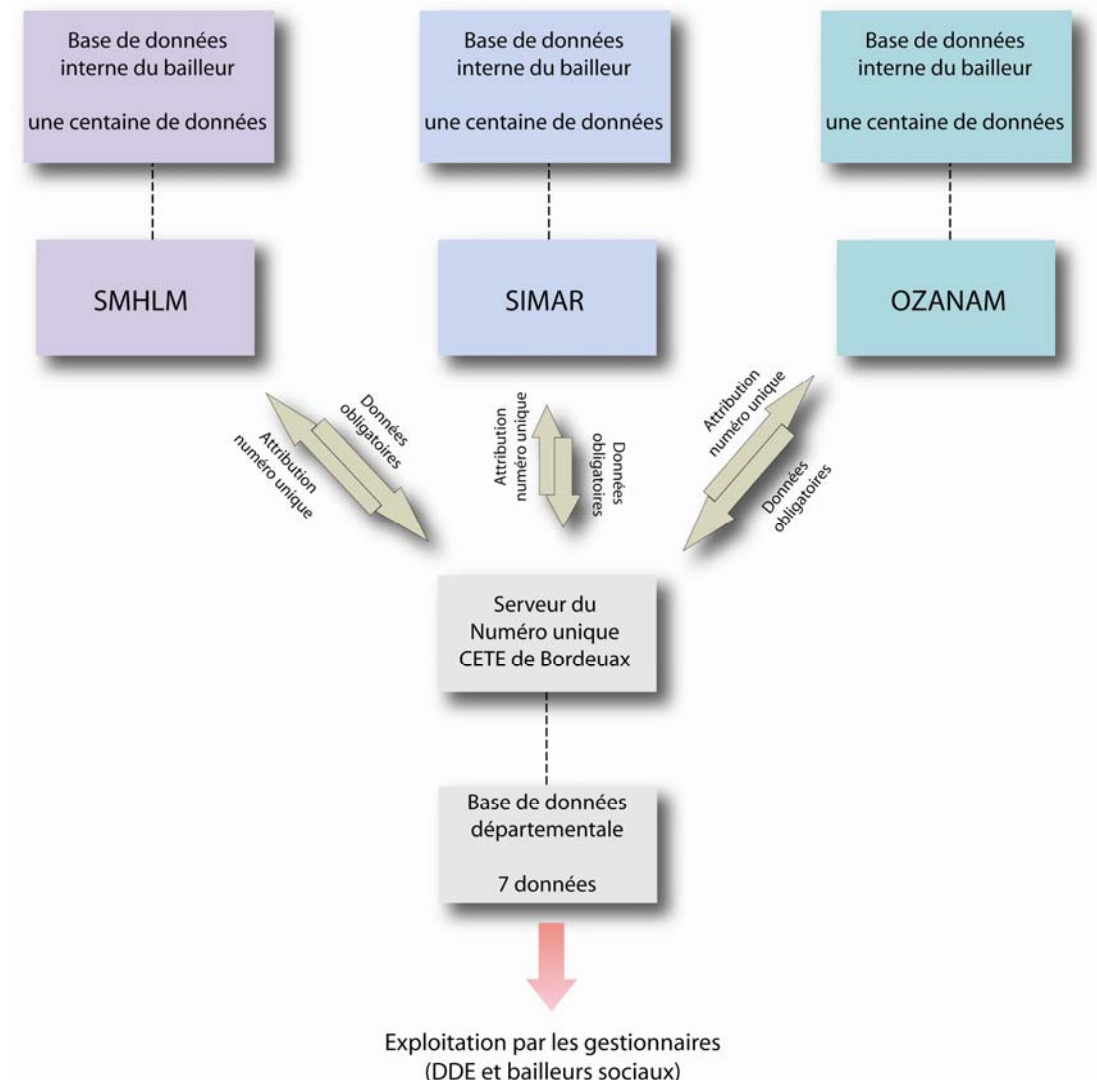 Base de données
interne du bailleur
une centaine de données
Base de données
interne du bailleur
une centaine de données
Base de données
interne du bailleur
une centaine de données
SMHLM
SIMAR
OZANAM
Données
obligatoires
Attribution
numéro unique
Attribution
numéro unique
Données
obligatoires
Attribution
numéro unique
Données
obligatoires
Serveur du
Numéro unique
CETE de Bordeuax
Base de données
départementale
7 données
Exploitation par les gestionnaires
(DDE et bailleurs sociaux)